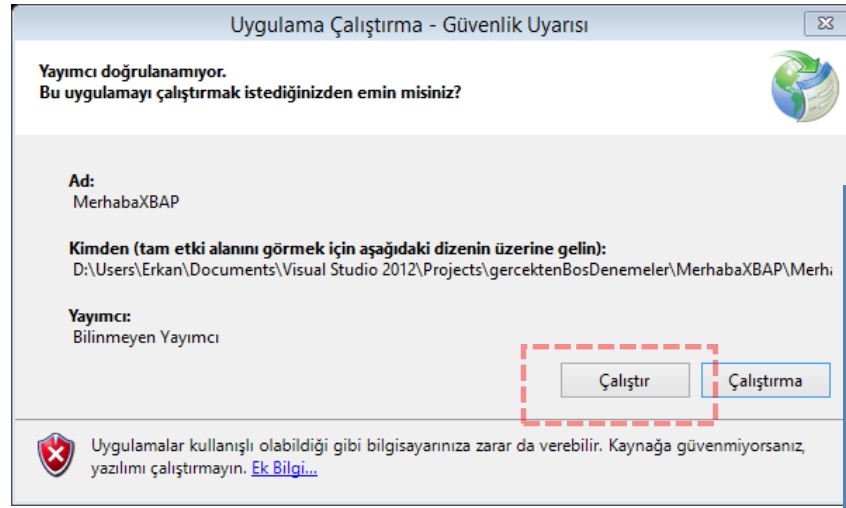 Uygulama Çalıştırma - Güvenlik Uyarısı
Yayımcı doğrulanamıyor.
Bu uygulamayı çalıştırmak istediğinizden emin misiniz?
Ad:
MerhabaXBAP
Kimden (tam etki alanını görmek için aşağıdaki dizenin üzerine gelin):
D:\Users\Erkan\Documents\Visual Studio 2012\Projects\gercektenBosDenemeler\MerhabaXBAP\Merha
Yayımcı:
Bilinmeyen Yayımcı
Çalıştır Çalıştırma
Uygulamalar kullanışlı olabildiği gibi bilgisayarınıza zarar da verebilir. Kaynağa güvenmiyorsanız,
yazılımı çalıştırmayın. Ek Bilgi...